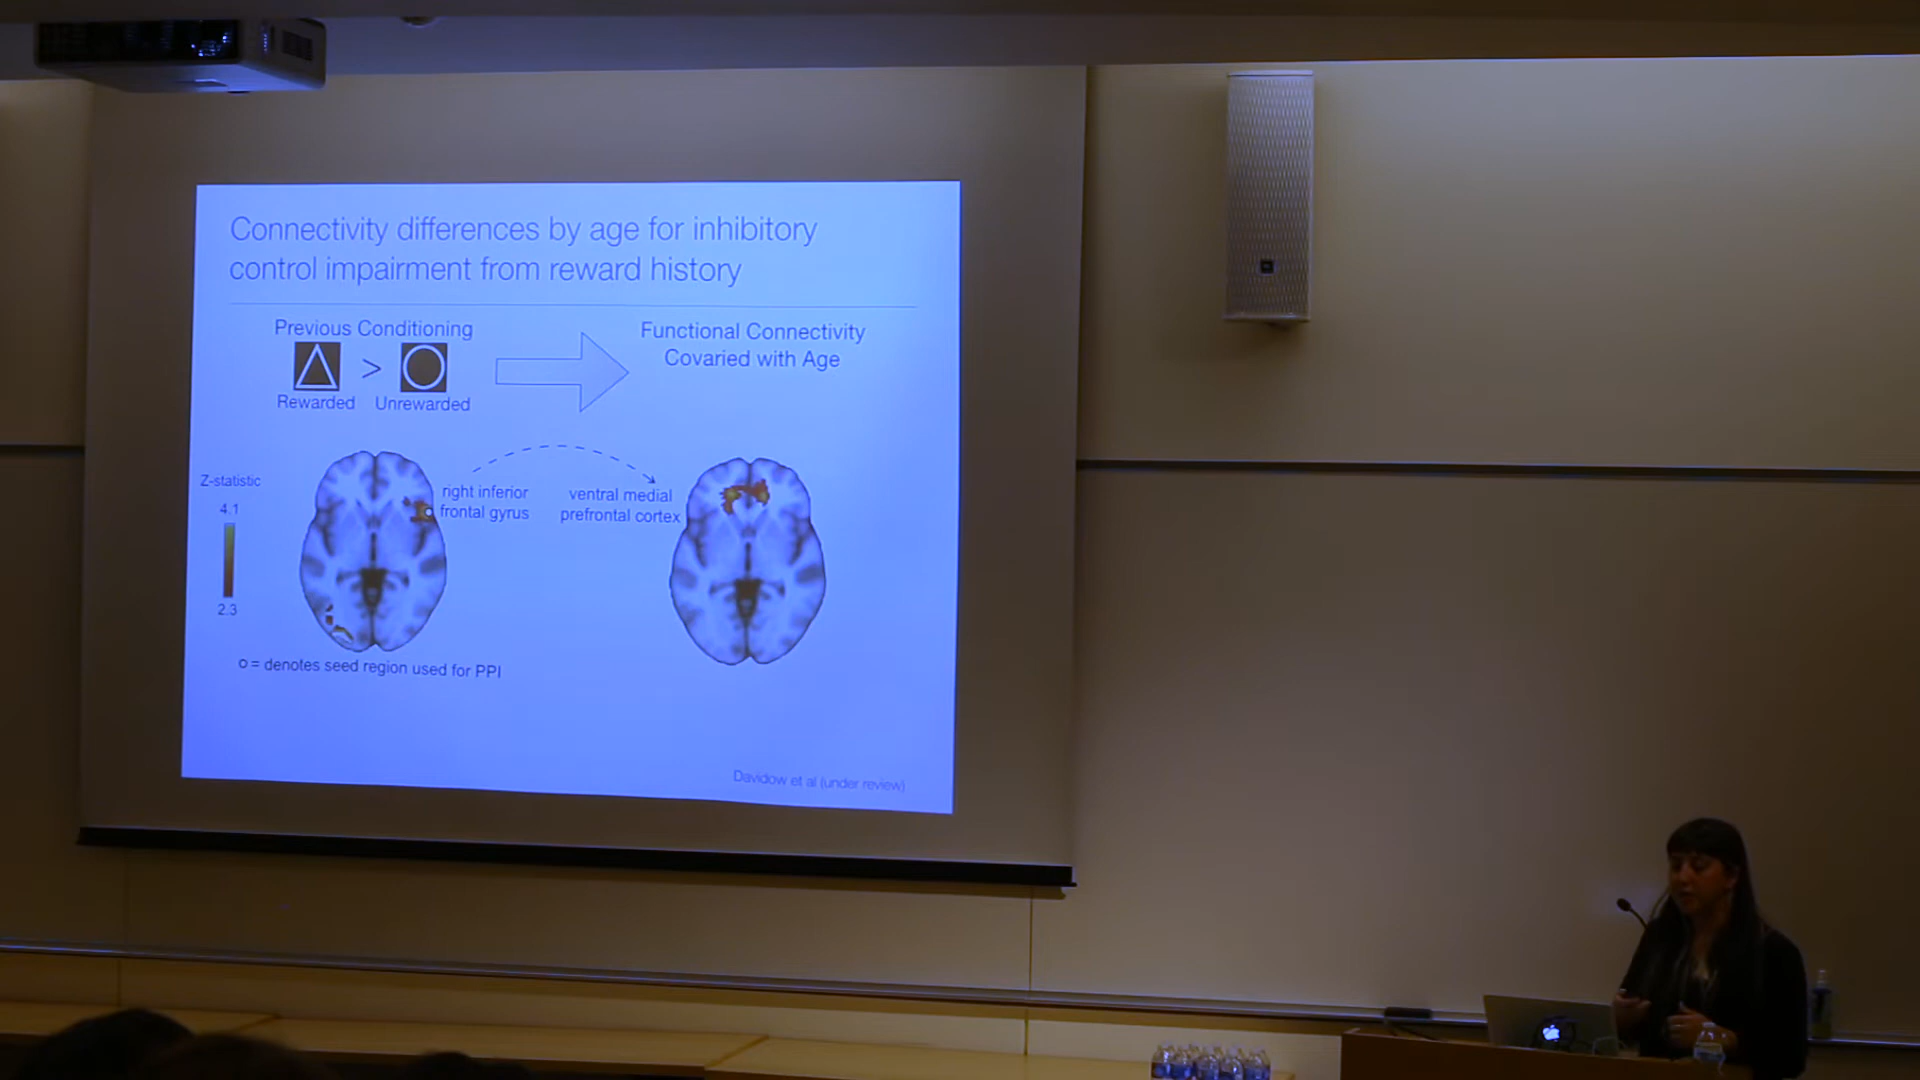 Connectivity differences by age for inhibitory
control impairment from reward history
Previous Conditioning
>
Rewarded Unrewarded
Functional Connectivity
Covaried with Age
Z-statistic
4.1
2.3
right inferior
frontal gyrus
ventral medial
prefrontal cortex
o = denotes seed region used for PPI
Davidow et al (under review)